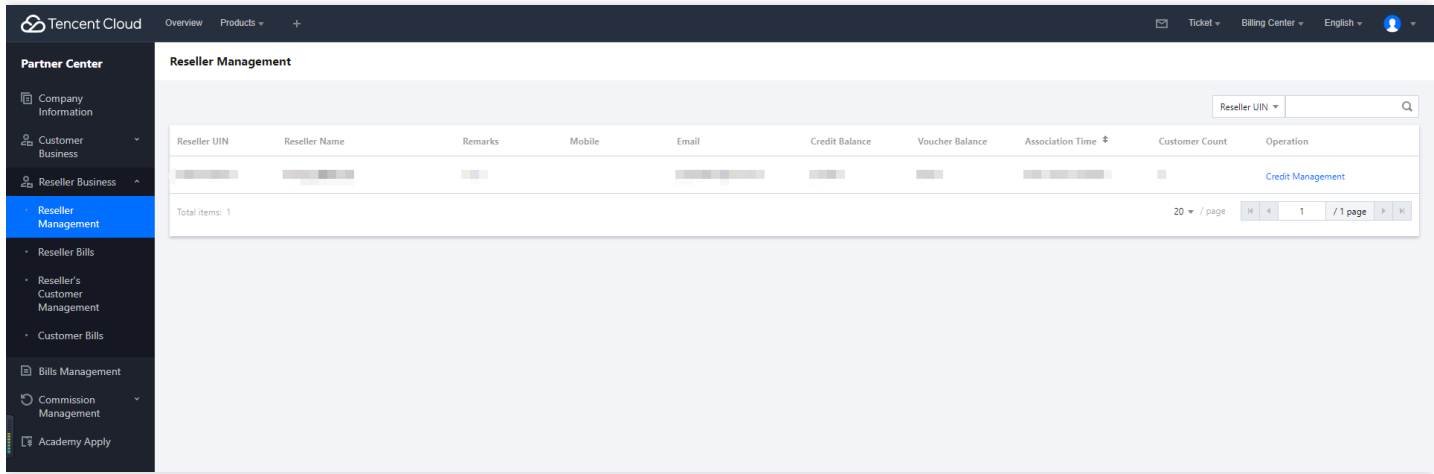 Tencent Cloud Overview Products + Ticket Billing Center English
Partner Center
Company
Information
Customer
Business
Reseller Business
Reseller
Management
Reseller Bills
Reseller's
Customer
Management
Customer Bills
Bills Management
Commission
Management
Academy Apply
Reseller Management
Reseller UIN
Reseller UIN Reseller Name Remarks Mobile Email Credit Balance Voucher Balance Association Time Customer Count Operation
Credit Management
Total items: 1 20 / page 1 / 1 page